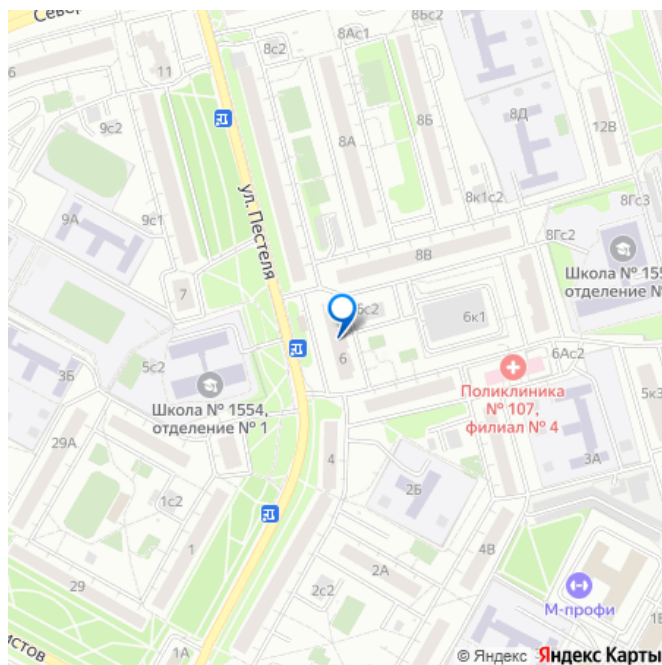 Север
8с2
8Ас1
8Бс2
6
11
9с2
8А
8Б
8Д
12В
ул. Пестеля
8к1с2
8Гс3
9А
9с1
8Гс2
8В
Школа № 155
отделение №
7
6с2
6к1
6
6Ас2
5с2
Поликлиника
№ 107,
филиал № 4
3Б
Школа № 1554,
отделение № 1
5к3
29А
4
3А
2Б
1с2
1
4В
2А
29
2с2
М-профи
1В
истов
1А
© Яндекс
Яндекс Карты